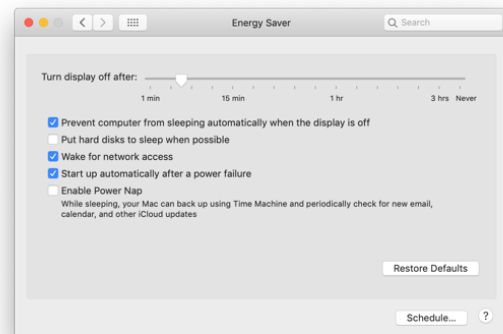 Energy Saver
Search
Turn display off after:
1 min 15 min 1 hr 3 hrs Never
Prevent computer from sleeping automatically when the display is off
Put hard disks to sleep when possible
Wake for network access
Start up automatically after a power failure
Enable Power Nap
While sleeping, your Mac can back up using Time Machine and periodically check for new email,
calendar, and other iCloud updates
Restore Defaults
Schedule... ?